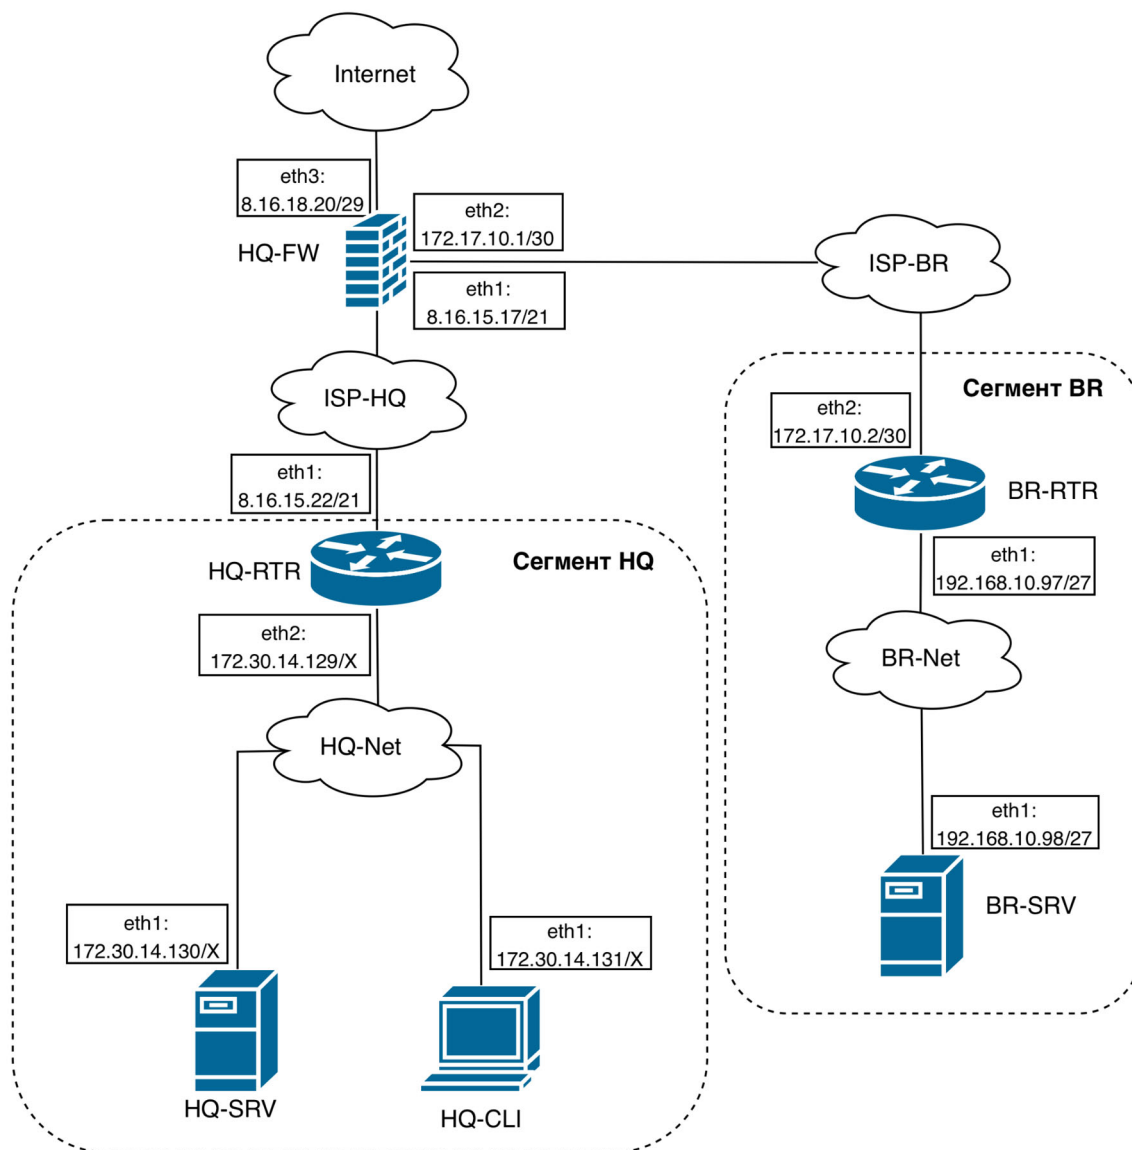 Internet
eth3:
8.16.18.20/29
eth2:
172.17.10.1/30
HQ-FW
ISP-BR
eth1:
8.16.15.17/21
ISP-HQ
Сегмент BR
eth2:
172.17.10.2/30
eth1:
8.16.15.22/21
BR-RTR
HQ-RTR
Сегмент HQ
eth1:
192.168.10.97/27
eth2:
172.30.14.129/X
BR-Net
HQ-Net
eth1:
192.168.10.98/27
BR-SRV
eth1:
172.30.14.130/X
eth1:
172.30.14.131/X
HQ-SRV
HQ-CLI